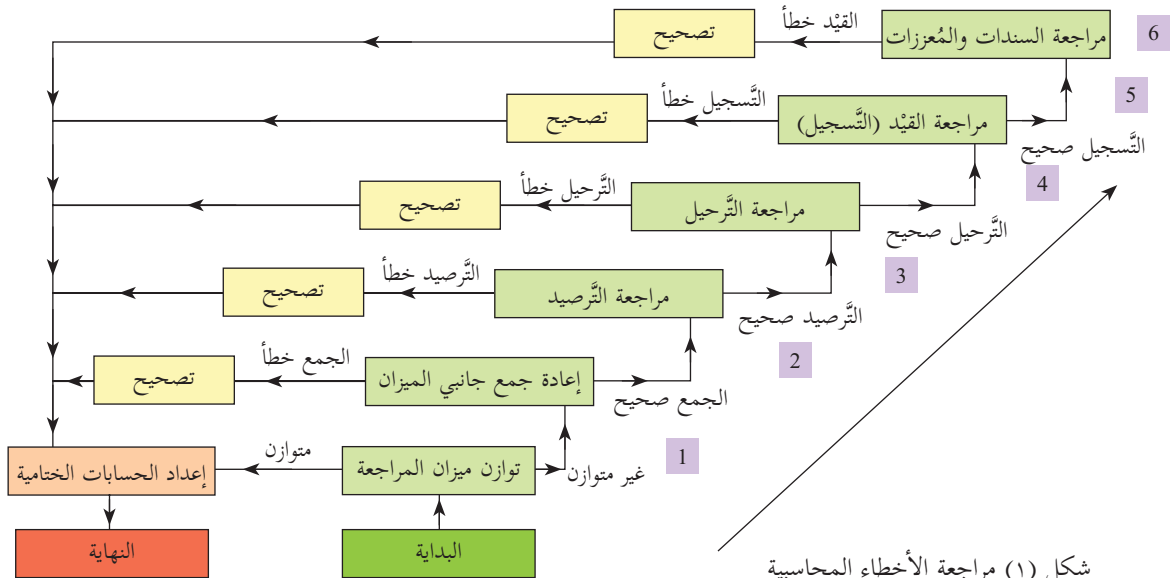 مراجعة السندات والمُعززات
القيْد خطأ
تصحيح
6
5
مراجعة القيْد (التَّسجيل)
التَّسجيل خطأ
تصحيح
التَّسجيل صحيح
4
مراجعة التَّرحيل
التَّرحيل خطأ
تصحيح
التَّرحيل صحيح
3
مراجعة التَّرصيد
التَّرصيد خطأ
تصحيح
التَّرصيد صحيح
2
إعادة جمع جانبي الميزان
الجمع خطأ
تصحيح
الجمع صحيح
1
غير متوازن
توازن ميزان المراجعة
متوازن
إعداد الحسابات الختامية
البداية
النهاية
شكل (١) مراجعة الأخطاء المحاسبية